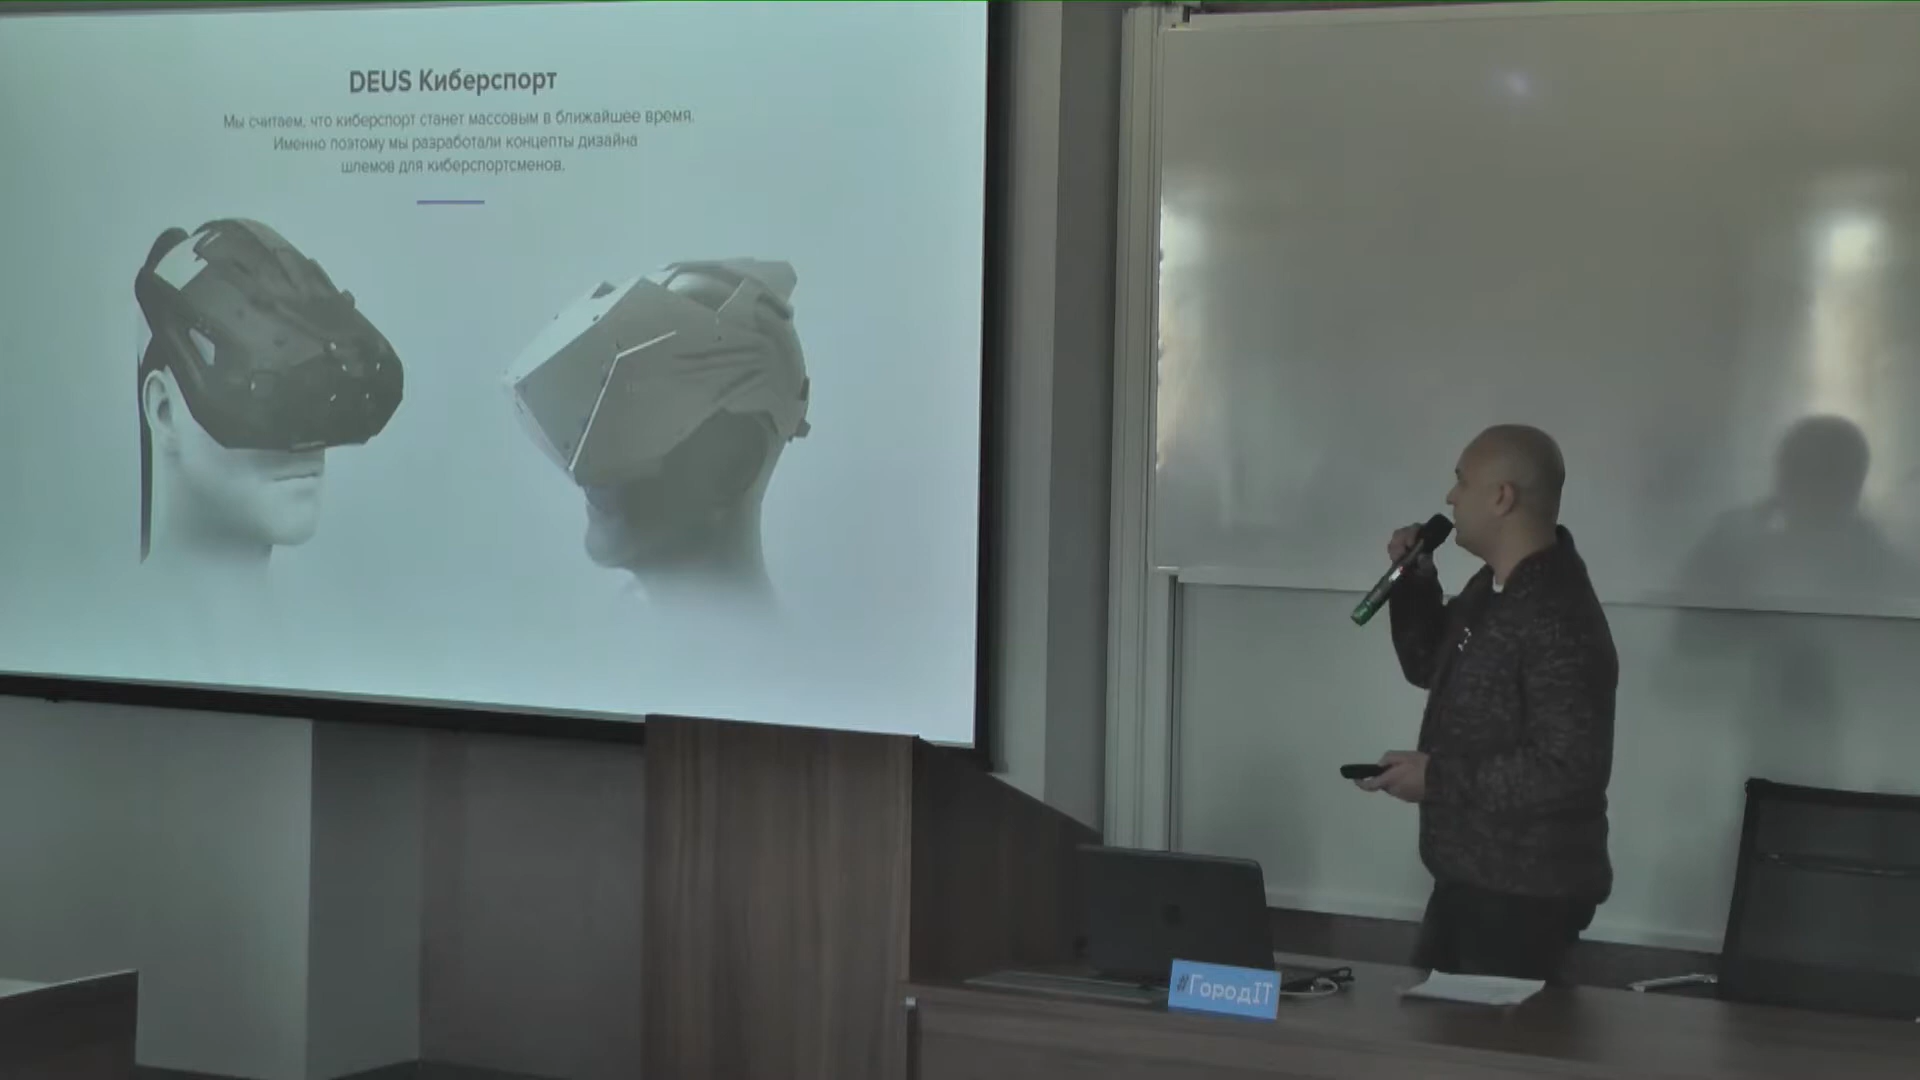 DEUS Киберспорт
Мы считаем, что киберспорт станет массовым в ближайшее время.
Именно поэтому мы разработали концепты дизайна
шлемов для киберспортсменов.
#ГородIT